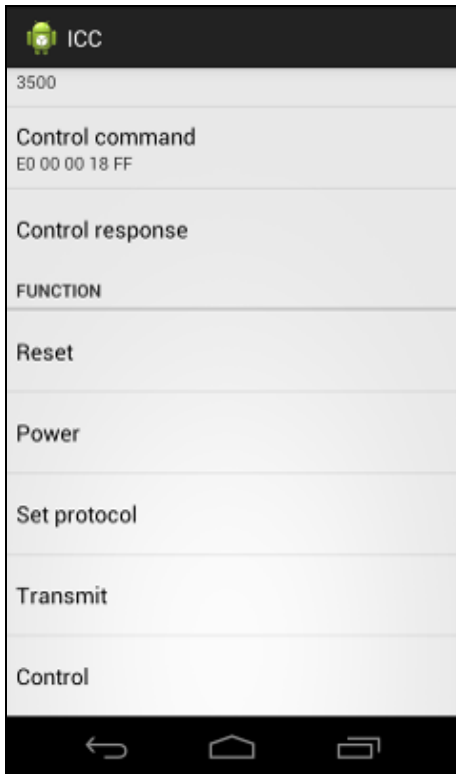 ICC
3500
Control command
E0 00 00 18 FF
Control response
FUNCTION
Reset
Power
Set protocol
Transmit
Control